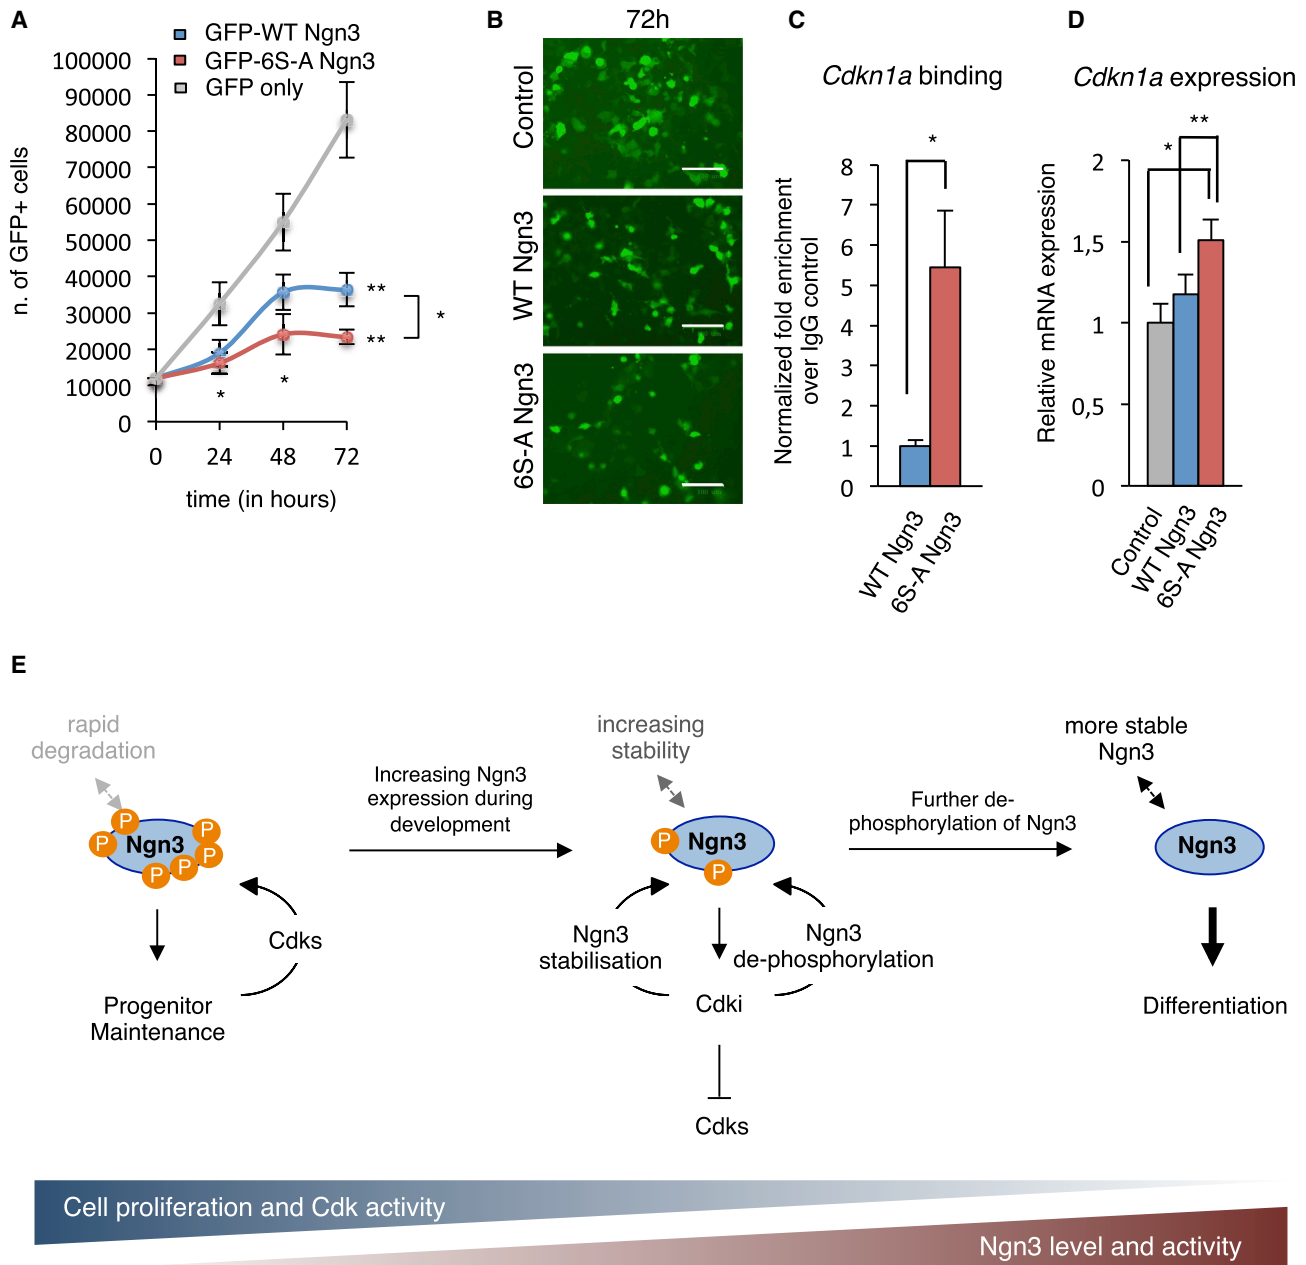 A
GFP-WT Ngn3
GFP-6S-A Ngn3
GFP only
100000
90000
80000
70000
60000
50000
40000
30000
20000
10000
0
n. of GFP+ cells
0 24 48 72
time (in hours)
**
**
*
*
*
B
72h
Control
WT Ngn3
6S-A Ngn3
C
Cdkn1a binding
*
8
7
6
5
4
3
2
1
0
Normalized fold enrichment
over IgG control
WT Ngn3
6S-A Ngn3
D
Cdkn1a expression
**
*
2
1,5
1
0,5
0
Relative mRNA expression
Control
WT Ngn3
6S-A Ngn3
E
rapid
degradation
P
P
P
P
P
P
Ngn3
Cdks
Progenitor
Maintenance
Increasing Ngn3
expression during
development
increasing
stability
P
P
Ngn3
Ngn3
stabilisation
Ngn3
de-phosphorylation
Cdki
Cdks
Further de-
phosphorylation of Ngn3
more stable
Ngn3
Ngn3
Differentiation
Cell proliferation and Cdk activity
Ngn3 level and activity